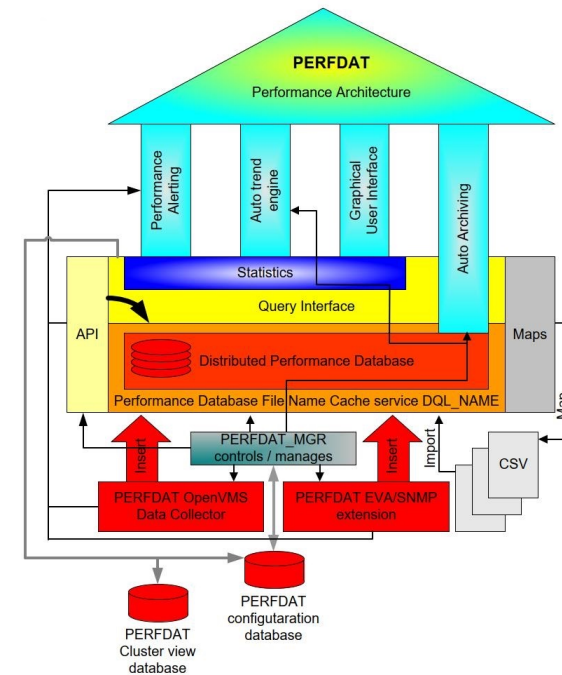 PERFDAT
Performance Architecture
Performance
Alerting
Auto trend
engine
Graphical
User Interface
Auto Archiving
Statistics
Query Interface
API
Maps
Distributed Performance Database
Performance Database File Name Cache service DQL_NAME
Insert
PERFDAT_MGR
controls / manages
Insert
Import
CSV
Map
PERFDAT OpenVMS
Data Collector
PERFDAT EVA/SNMP
extension
PERFDAT
configutaration
database
PERFDAT
Cluster view
database